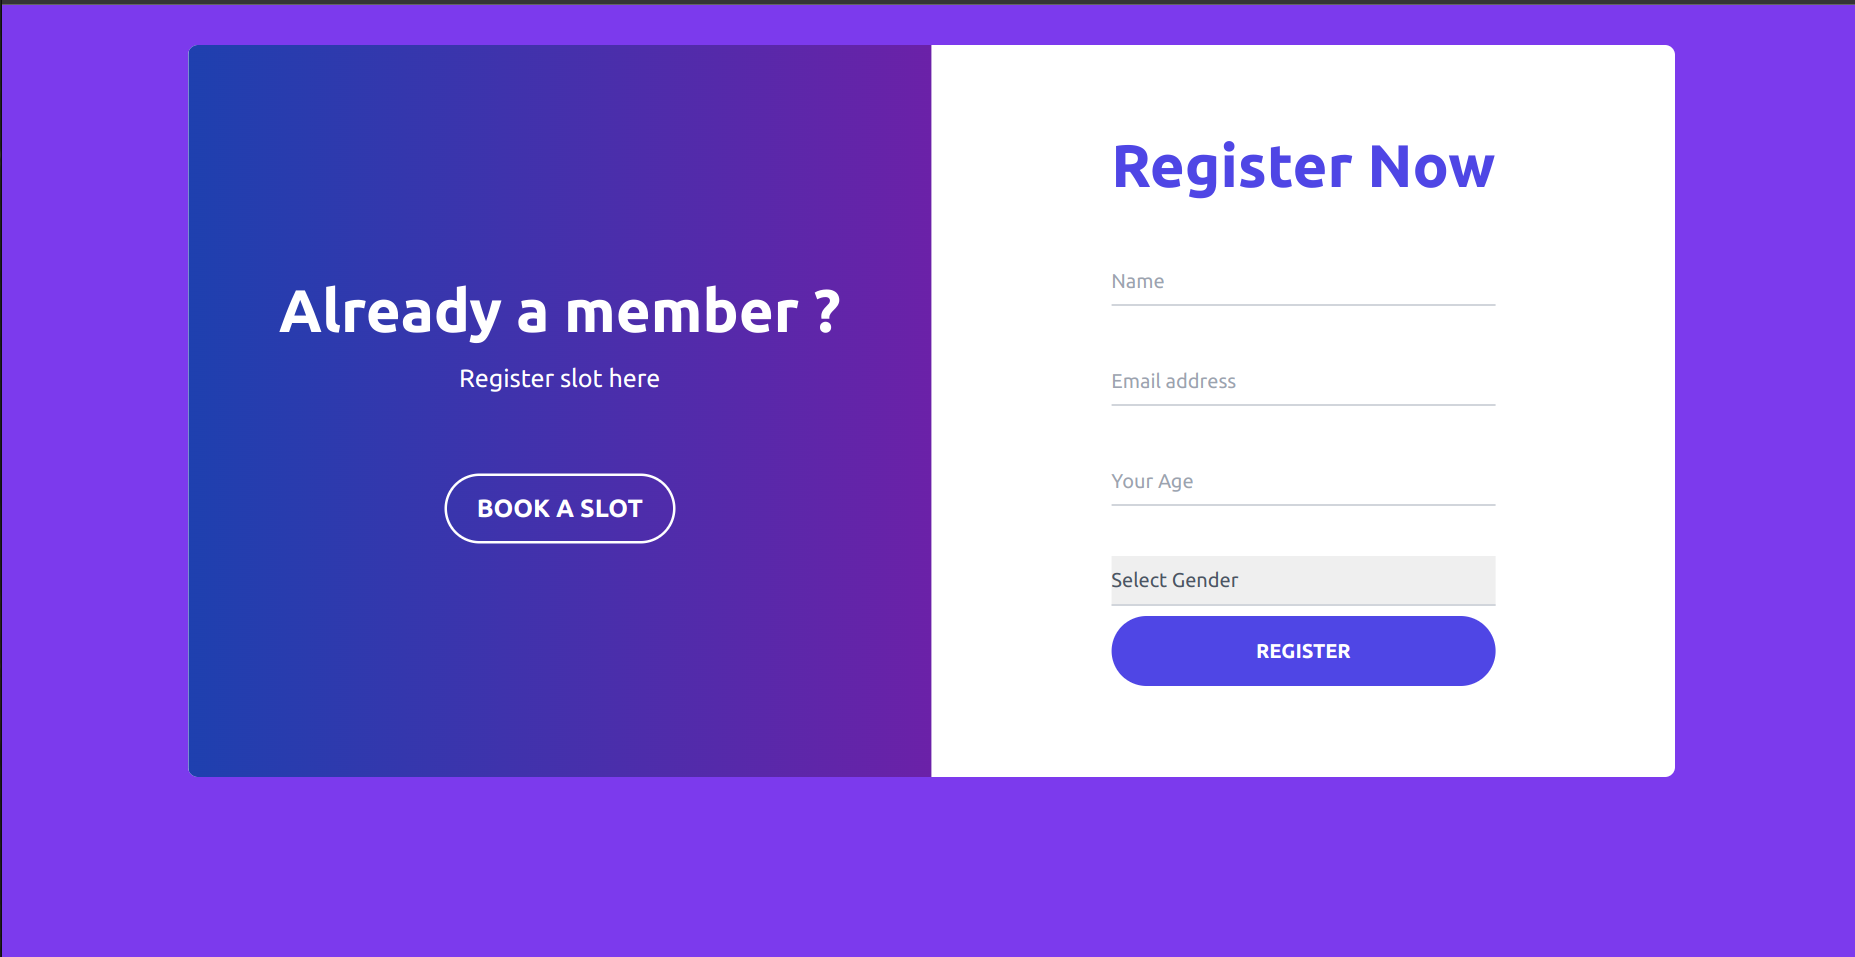 Already a member ?
Register slot here
BOOK A SLOT
Register Now
Name
Email address
Your Age
Select Gender
REGISTER